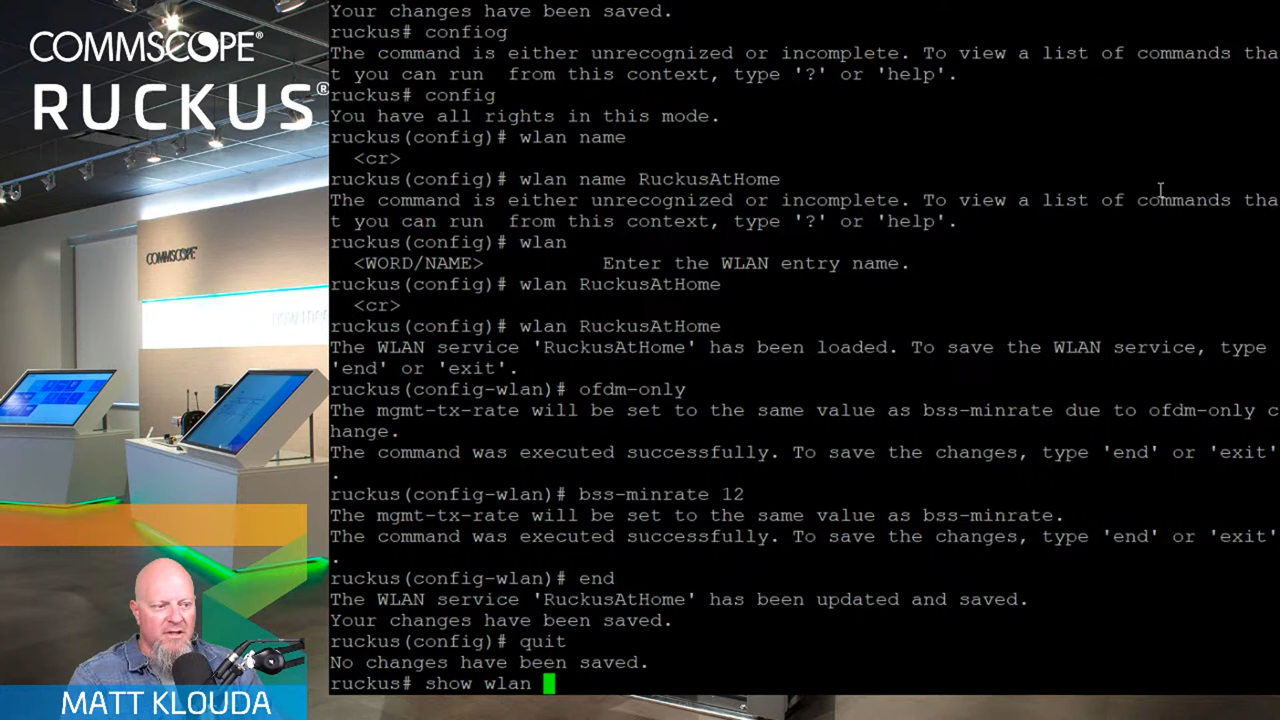 COMMSCOPE®
RUCKUS®
COMMSCOPE
Your changes have been saved.
ruckus# confiog
The command is either unrecognized or incomplete. To view a list of commands tha
t you can run  from this context, type '?' or 'help'.
ruckus# config
You have all rights in this mode.
ruckus(config)# wlan name
<cr>
ruckus(config)# wlan name RuckusAtHome
The command is either unrecognized or incomplete. To view a list of commands tha
t you can run  from this context, type '?' or 'help'.
ruckus(config)# wlan
<WORD/NAME>          Enter the WLAN entry name.
ruckus(config)# wlan RuckusAtHome
<cr>
ruckus(config)# wlan RuckusAtHome
The WLAN service 'RuckusAtHome' has been loaded. To save the WLAN service, type
'end' or 'exit'.
ruckus(config-wlan)# ofdm-only
The mgmt-tx-rate will be set to the same value as bss-minrate due to ofdm-only c
hange.
The command was executed successfully. To save the changes, type 'end' or 'exit'
.
ruckus(config-wlan)# bss-minrate 12
The mgmt-tx-rate will be set to the same value as bss-minrate.
The command was executed successfully. To save the changes, type 'end' or 'exit'
.
ruckus(config-wlan)# end
The WLAN service 'RuckusAtHome' has been updated and saved.
Your changes have been saved.
ruckus(config)# quit
No changes have been saved.
ruckus# show wlan
MATT KLOUDA